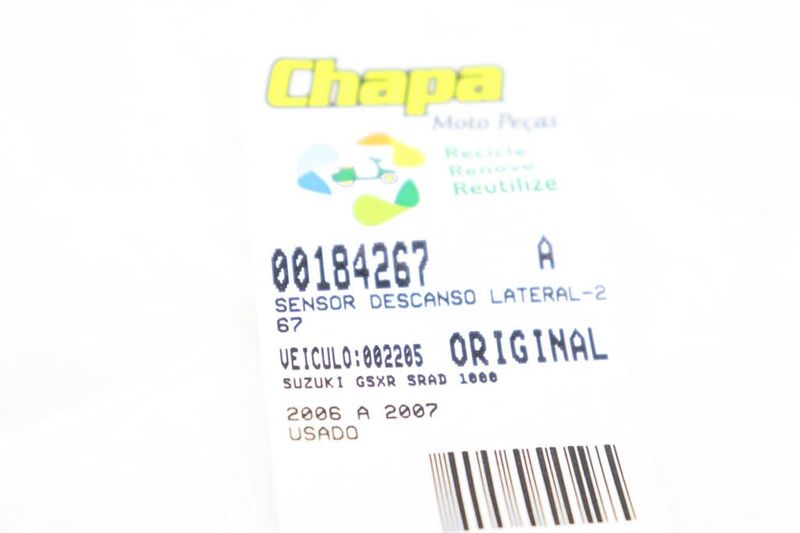 Chapa
Moto Peças
Recicle
Renove
Reutilize
00184267 A
SENSOR DESCANSO LATERAL-2
67
VEICULO:002205 ORIGINAL
SUZUKI GSXR SRAD 1000
2006 A 2007
USADO